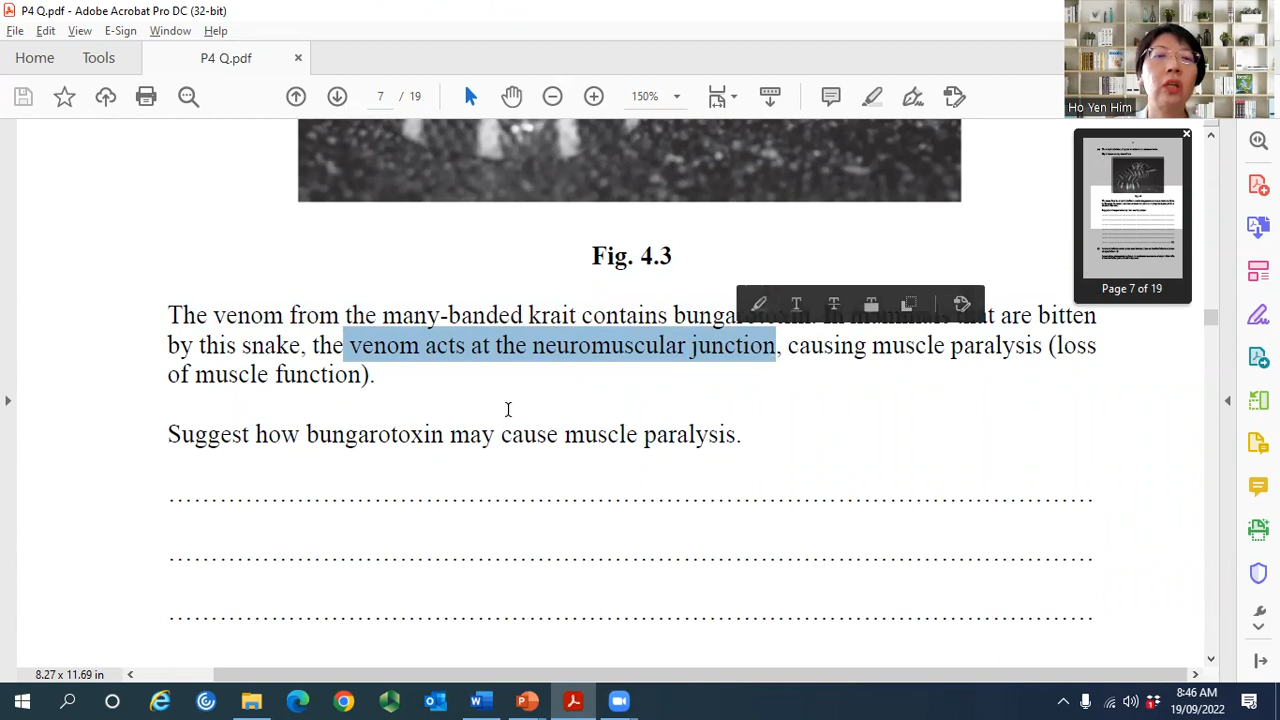 P4 Q.pdf - Adobe Acrobat Pro DC (32-bit)
File Edit View E-Sign Window Help
Home Tools P4 Q.pdf ×
7 / 19 150%
Ho Yen Him
Page 7 of 19
Fig. 4.3
The venom from the many-banded krait contains that are bitten
by this snake, the venom acts at the neuromuscular junction, causing muscle paralysis (loss
of muscle function).
Suggest how bungarotoxin may cause muscle paralysis.
8.27 x 11.69 in
8:46 AM
19/09/2022